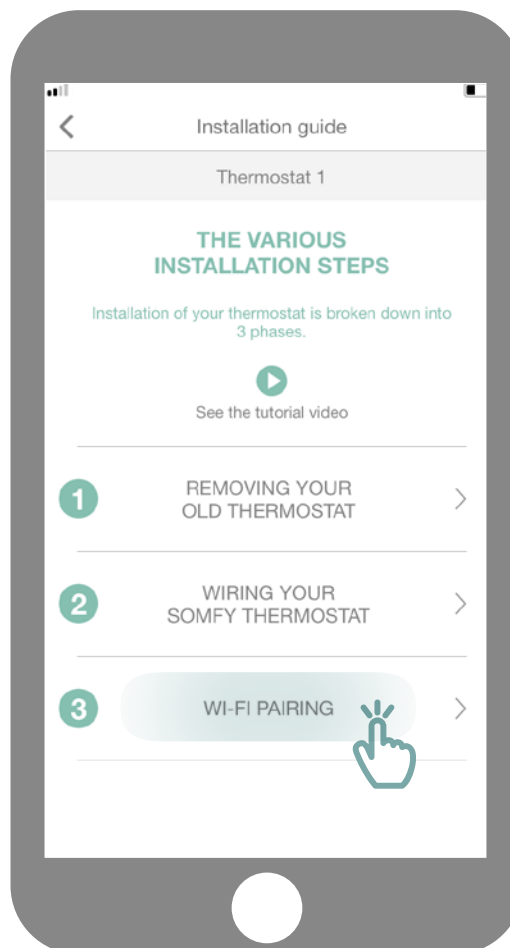 Installation guide
Thermostat 1
THE VARIOUS
INSTALLATION STEPS
Installation of your thermostat is broken down into
3 phases.
See the tutorial video
1
REMOVING YOUR
OLD THERMOSTAT
2
WIRING YOUR
SOMFY THERMOSTAT
3
WI-FI PAIRING